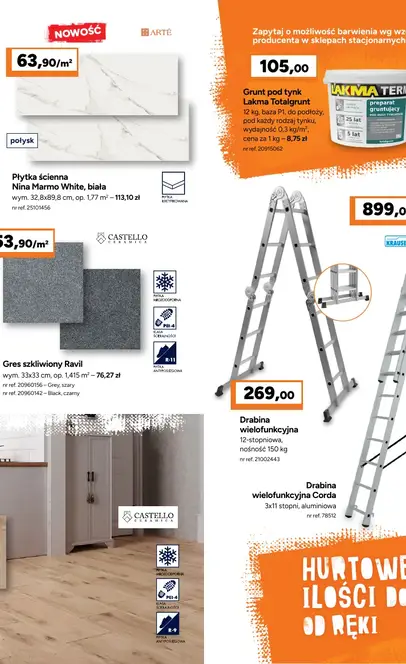 NOWOŚĆ
ARTÉ
63,90/m²
połysk
Płytka ścienna
Nina Marmo White, biała
wym. 32,8x89,8 cm, op. 1,77 m² – 113,10 zł
nr ref. 25101456
PŁYTKA
REKTYFIKOWANA
53,90/m²
CASTELLO
CERAMICA
PŁYTKA
MROZOODPORNA
PEI-4
KLASA
ŚCIERALNOŚCI
R-11
PŁYTKA
ANTYPOŚLIZGOWA
Gres szkliwiony Ravil
wym. 33x33 cm, op. 1,415 m² – 76,27 zł
nr ref. 20960156 – Grey, szary
nr ref. 20960142 – Black, czarny
CASTELLO
CERAMICA
PŁYTKA
MROZOODPORNA
PEI-4
KLASA
ŚCIERALNOŚCI
R-9
PŁYTKA
ANTYPOŚLIZGOWA
Zapytaj o możliwość barwienia wg wz
producenta w sklepach stacjonarnych
105,00
Grunt pod tynk
Lakma Totalgrunt
12 kg, baza P1, do podłoży,
pod każdy rodzaj tynku,
wydajność 0,3 kg/m²,
cena za 1 kg – 8,75 zł
nr ref. 20915062
LAKMA TERM
preparat
gruntujący
25 lat
5 lat
899,0
KRAUSE
269,00
Drabina
wielofunkcyjna
12-stopniowa,
nośność 150 kg
nr ref. 21002443
Drabina
wielofunkcyjna Corda
3x11 stopni, aluminiowa
nr ref. 78512
HURTOWE
ILOŚCI DO
OD RĘKI